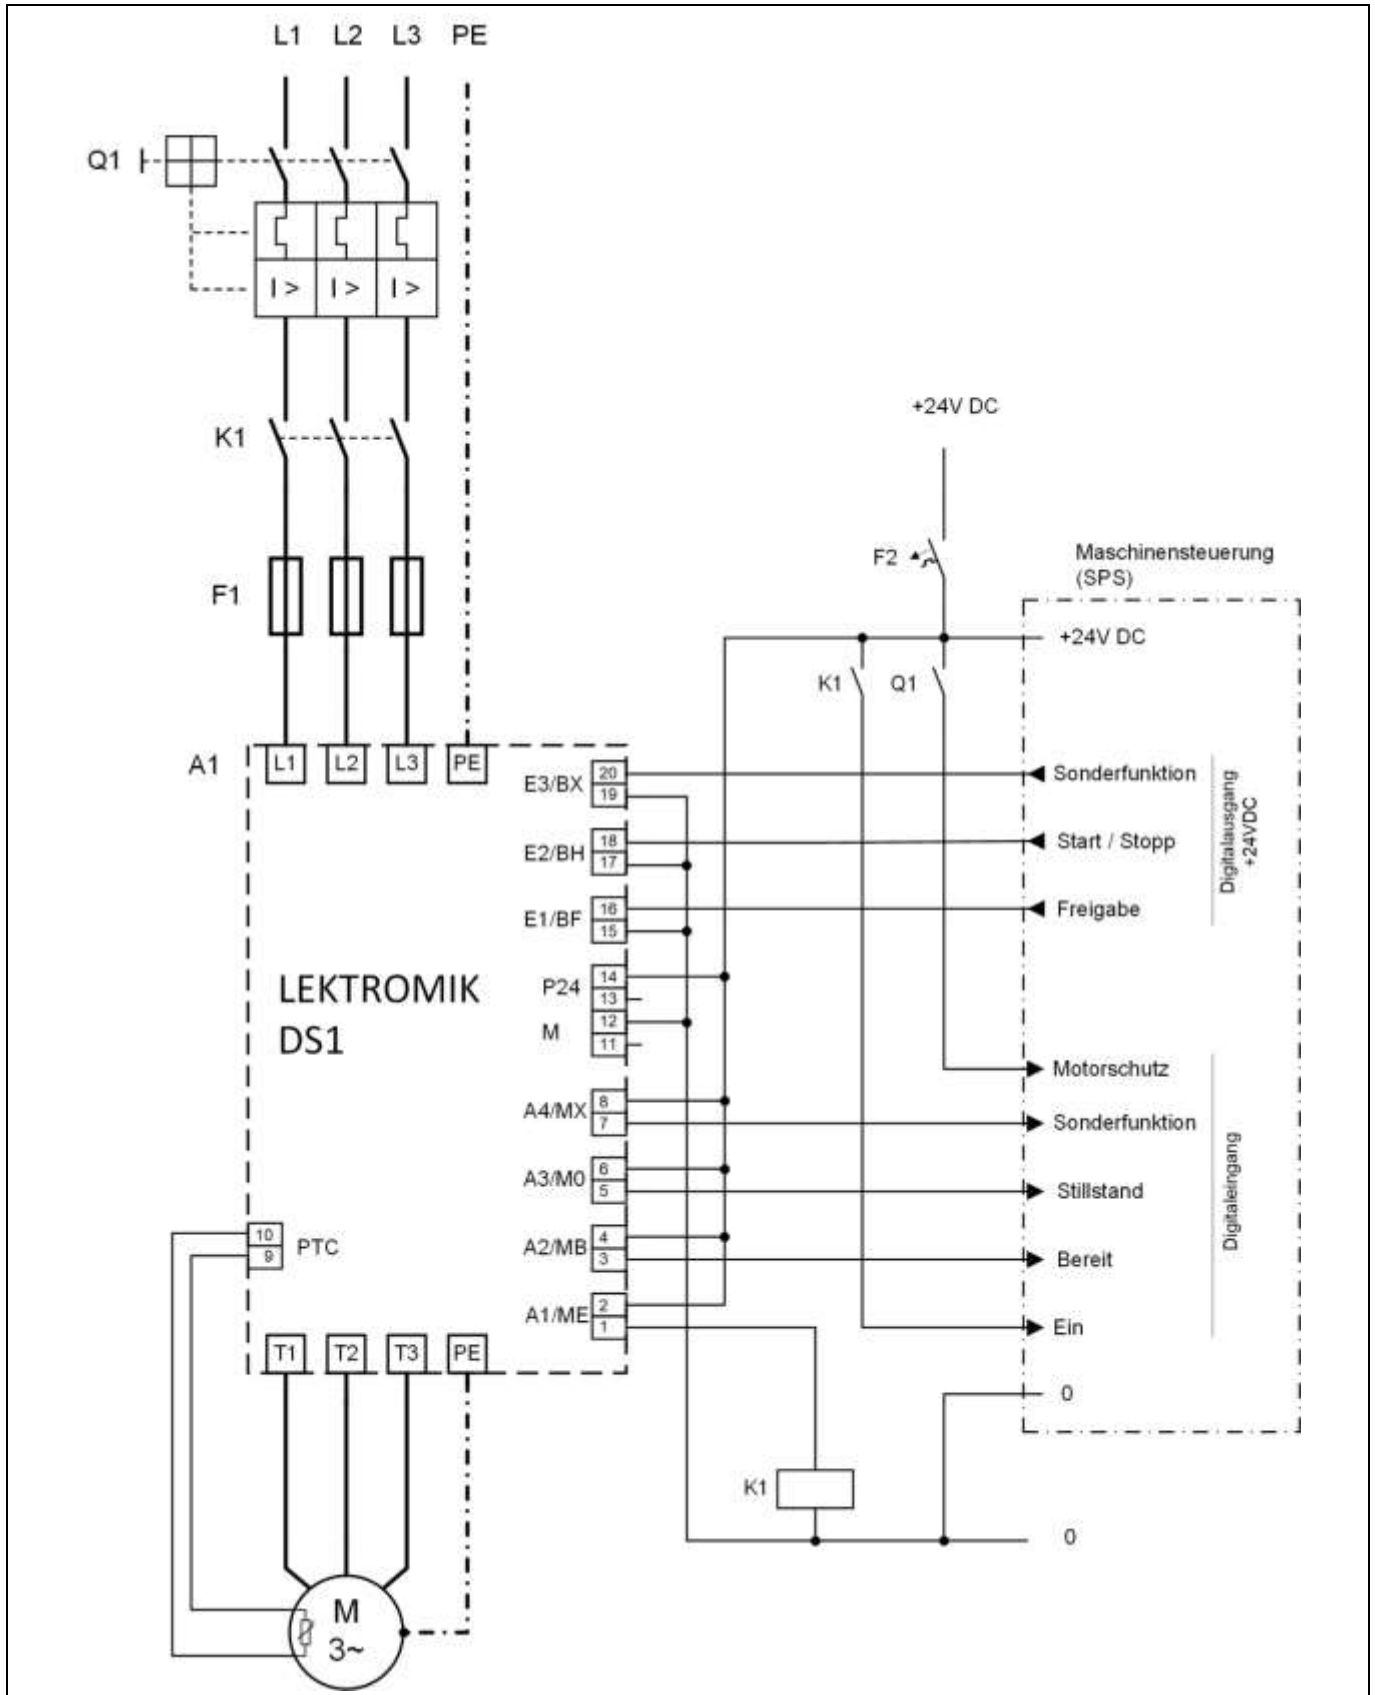 L1 L2 L3 PE
Q1
I > I > I >
K1
+24V DC
F2
Maschinensteuerung
(SPS)
F1
+24V DC
K1 Q1
A1 L1 L2 L3 PE
E3/BX 20 Sonderfunktion
19
E2/BH 18 Start / Stopp
17
E1/BF 16 Freigabe
15
Digitalausgang
+24VDC
LEKTROMIK
DS1
P24 14
13
M 12
11
Motorschutz
A4/MX 8
7 Sonderfunktion
A3/M0 6
5 Stillstand
A2/MB 4
3 Bereit
A1/ME 2
1 Ein
Digitaleingang
10 PTC
9
T1 T2 T3 PE
0
K1
0
M
3~